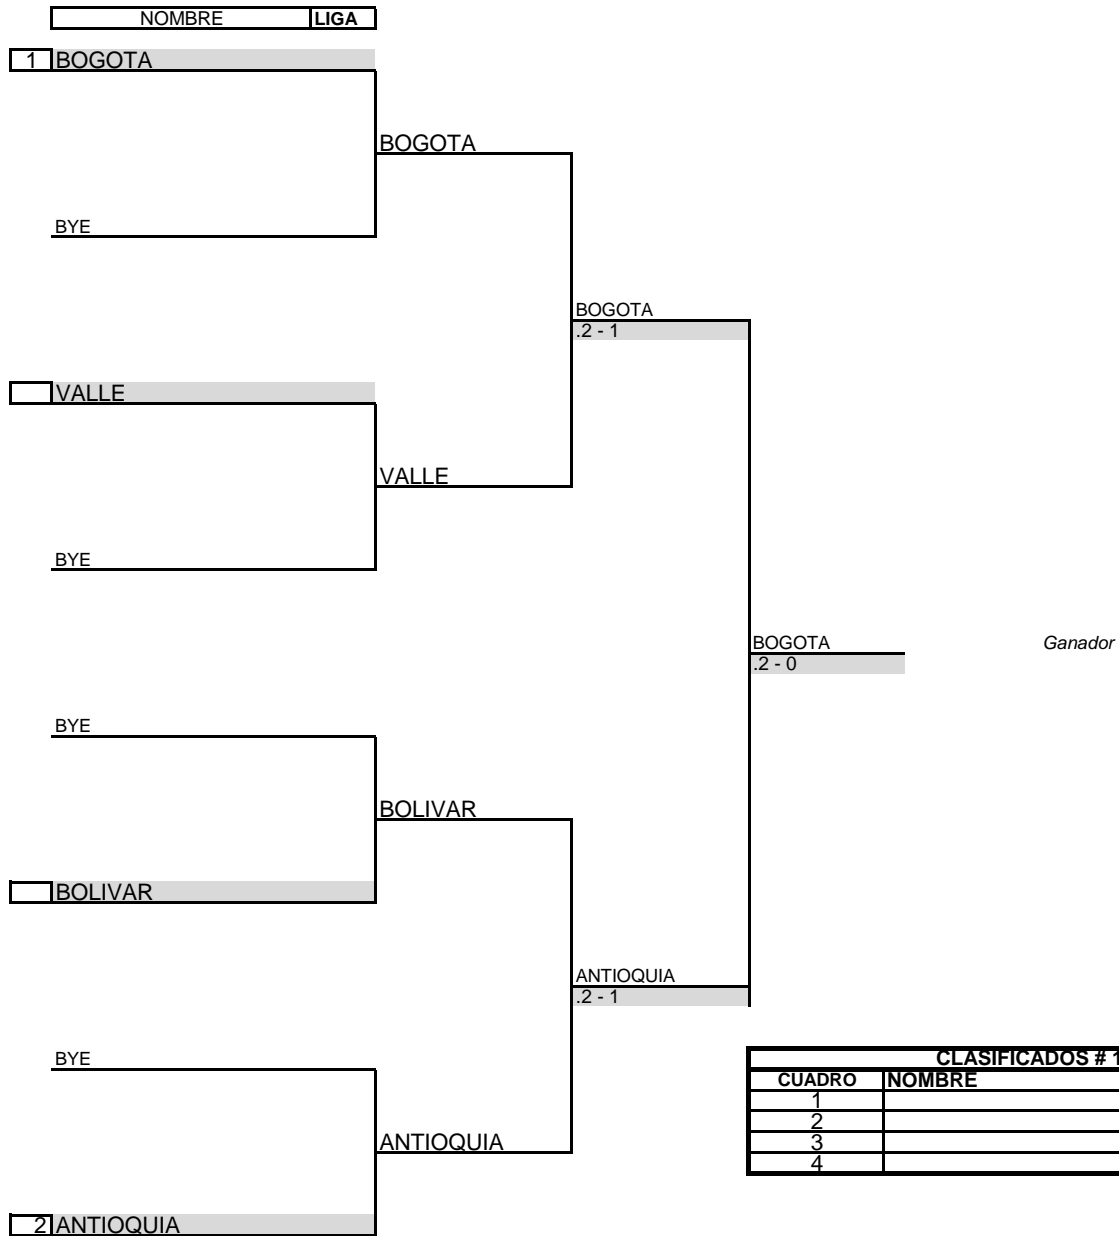 NOMBRE LIGA
1 BOGOTA
BOGOTA
BYE
BOGOTA
.2 - 1
VALLE
VALLE
BYE
BOGOTA Ganador
.2 - 0
BYE
BOLIVAR
BOLIVAR
ANTIOQUIA
.2 - 1
BYE
CLASIFICADOS # 1
CUADRO NOMBRE
1
2
3
4
ANTIOQUIA
2 ANTIOQUIA